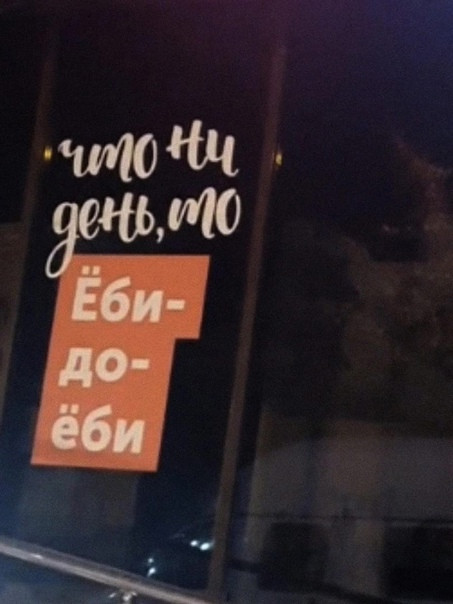 что ни
день, то
Ёби-
до-
ёби